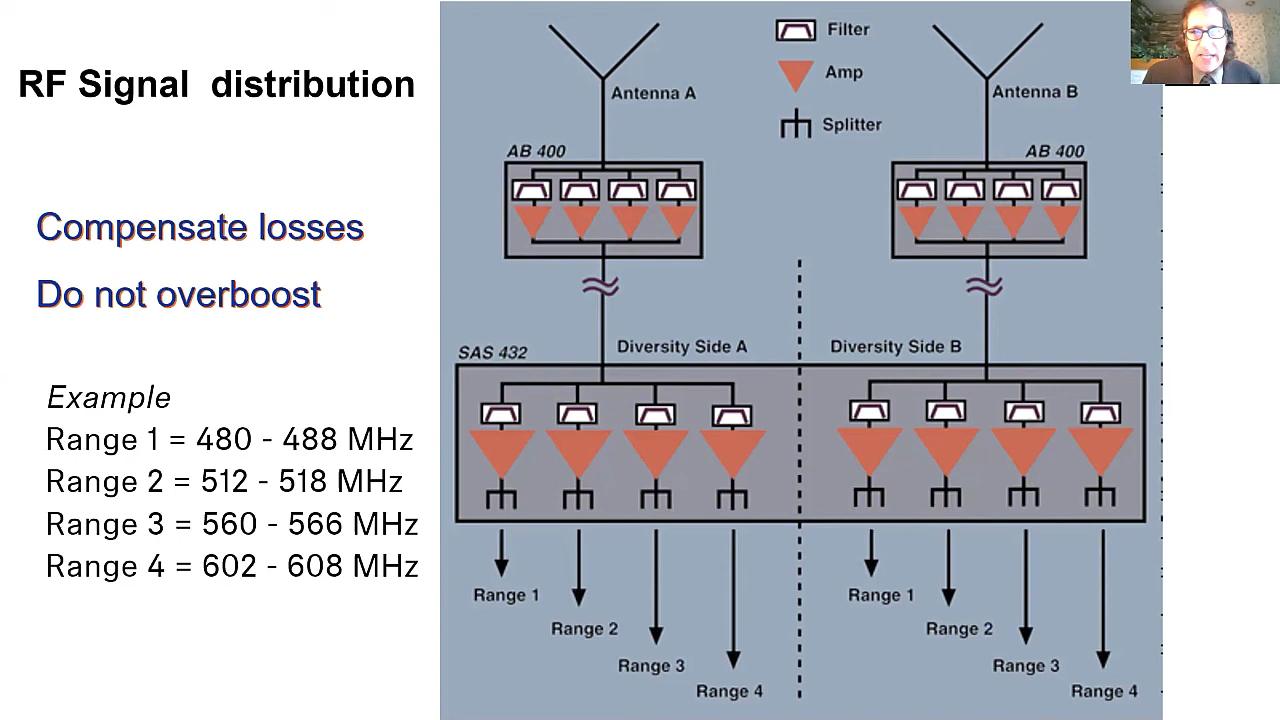 RF Signal distribution
Compensate losses
Do not overboost
Example
Range 1 = 480 - 488 MHz
Range 2 = 512 - 518 MHz
Range 3 = 560 - 566 MHz
Range 4 = 602 - 608 MHz
Filter
Amp
Splitter
Antenna A
Antenna B
AB 400
AB 400
Diversity Side A
Diversity Side B
SAS 432
Range 1
Range 2
Range 3
Range 4
Range 1
Range 2
Range 3
Range 4